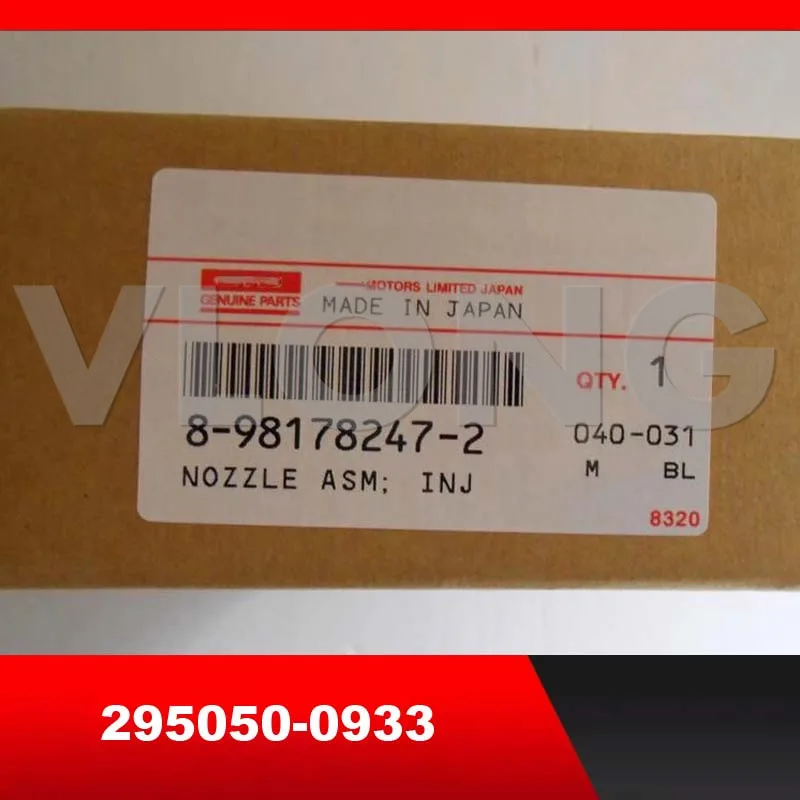 MOTORS LIMITED JAPAN
GENUINE PARTS
MADE IN JAPAN
VIONG
QTY. 1
8-98178247-2
040-031
NOZZLE ASM; INJ
M BL
8320
295050-0933